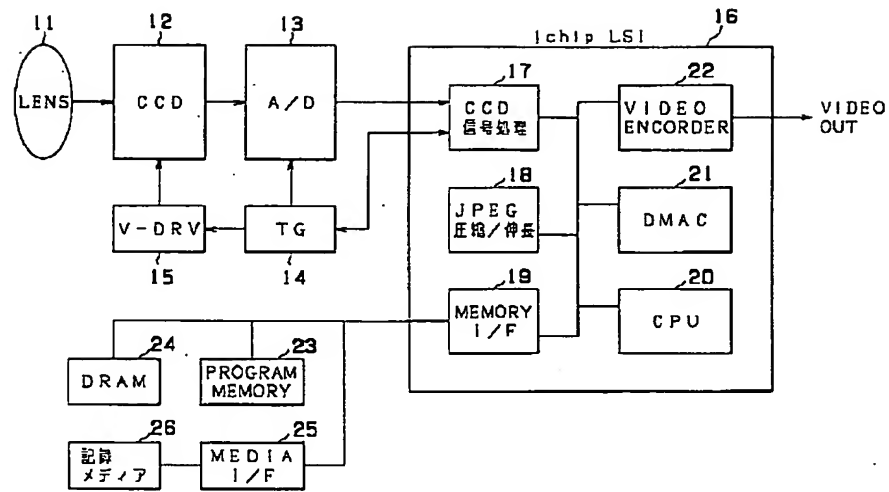 11
12
13
LENS
CCD
A/D
V-DRV
TG
15
14
1chip LSI
16
17
CCD
信号処理
22
VIDEO
ENCORDER
VIDEO
OUT
18
JPEG
圧縮/伸長
21
DMAC
19
MEMORY
I/F
20
CPU
24
DRAM
23
PROGRAM
MEMORY
26
記録
メディア
25
MEDIA
I/F